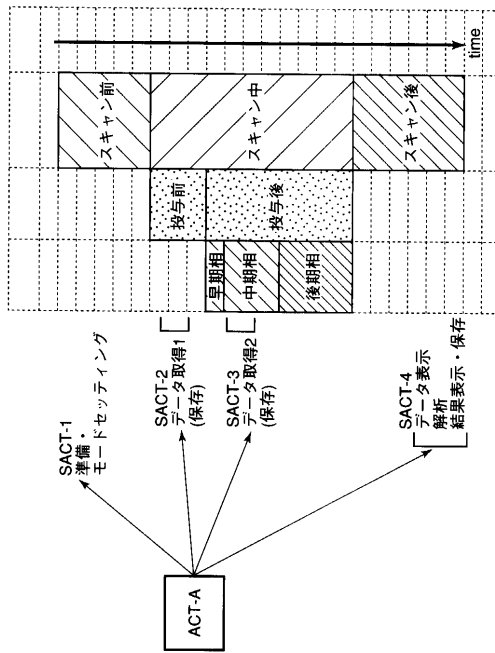 ACT-A
SACT-1
準備・
モードセッティング
SACT-2
データ取得1
(保存)
SACT-3
データ取得2
(保存)
SACT-4
データ表示
解析
結果表示・保存
早期相
中期相
後期相
投与前
投与後
スキャン前
スキャン中
スキャン後
time